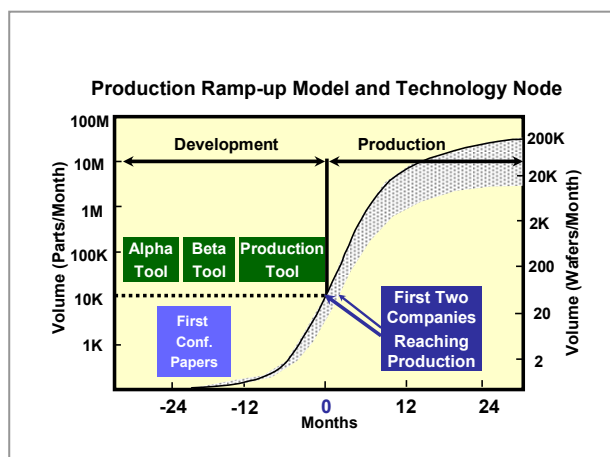 Production Ramp-up Model and Technology Node
Volume (Parts/Month)
100M
10M
1M
100K
10K
1K
Development
Production
Alpha
Tool
Beta
Tool
Production
Tool
First
Conf.
Papers
First Two
Companies
Reaching
Production
200K
20K
2K
200
20
2
Volume (Wafers/Month)
-24
-12
0
12
24
Months